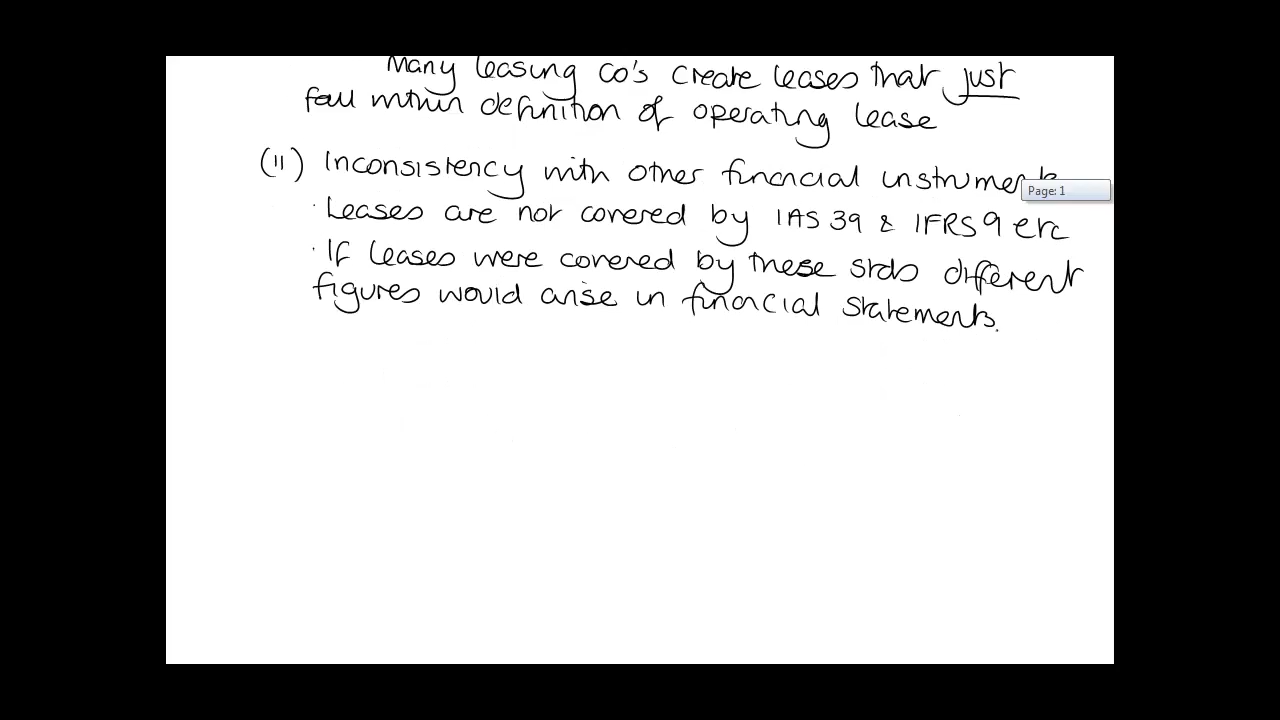 Many leasing co's create leases that just
fall within definition of operating lease
(11) Inconsistency with other financial instruments
Page: 1
· Leases are not covered by IAS 39 & IFRS 9 etc
· If leases were covered by these stds different
figures would arise in financial statements.